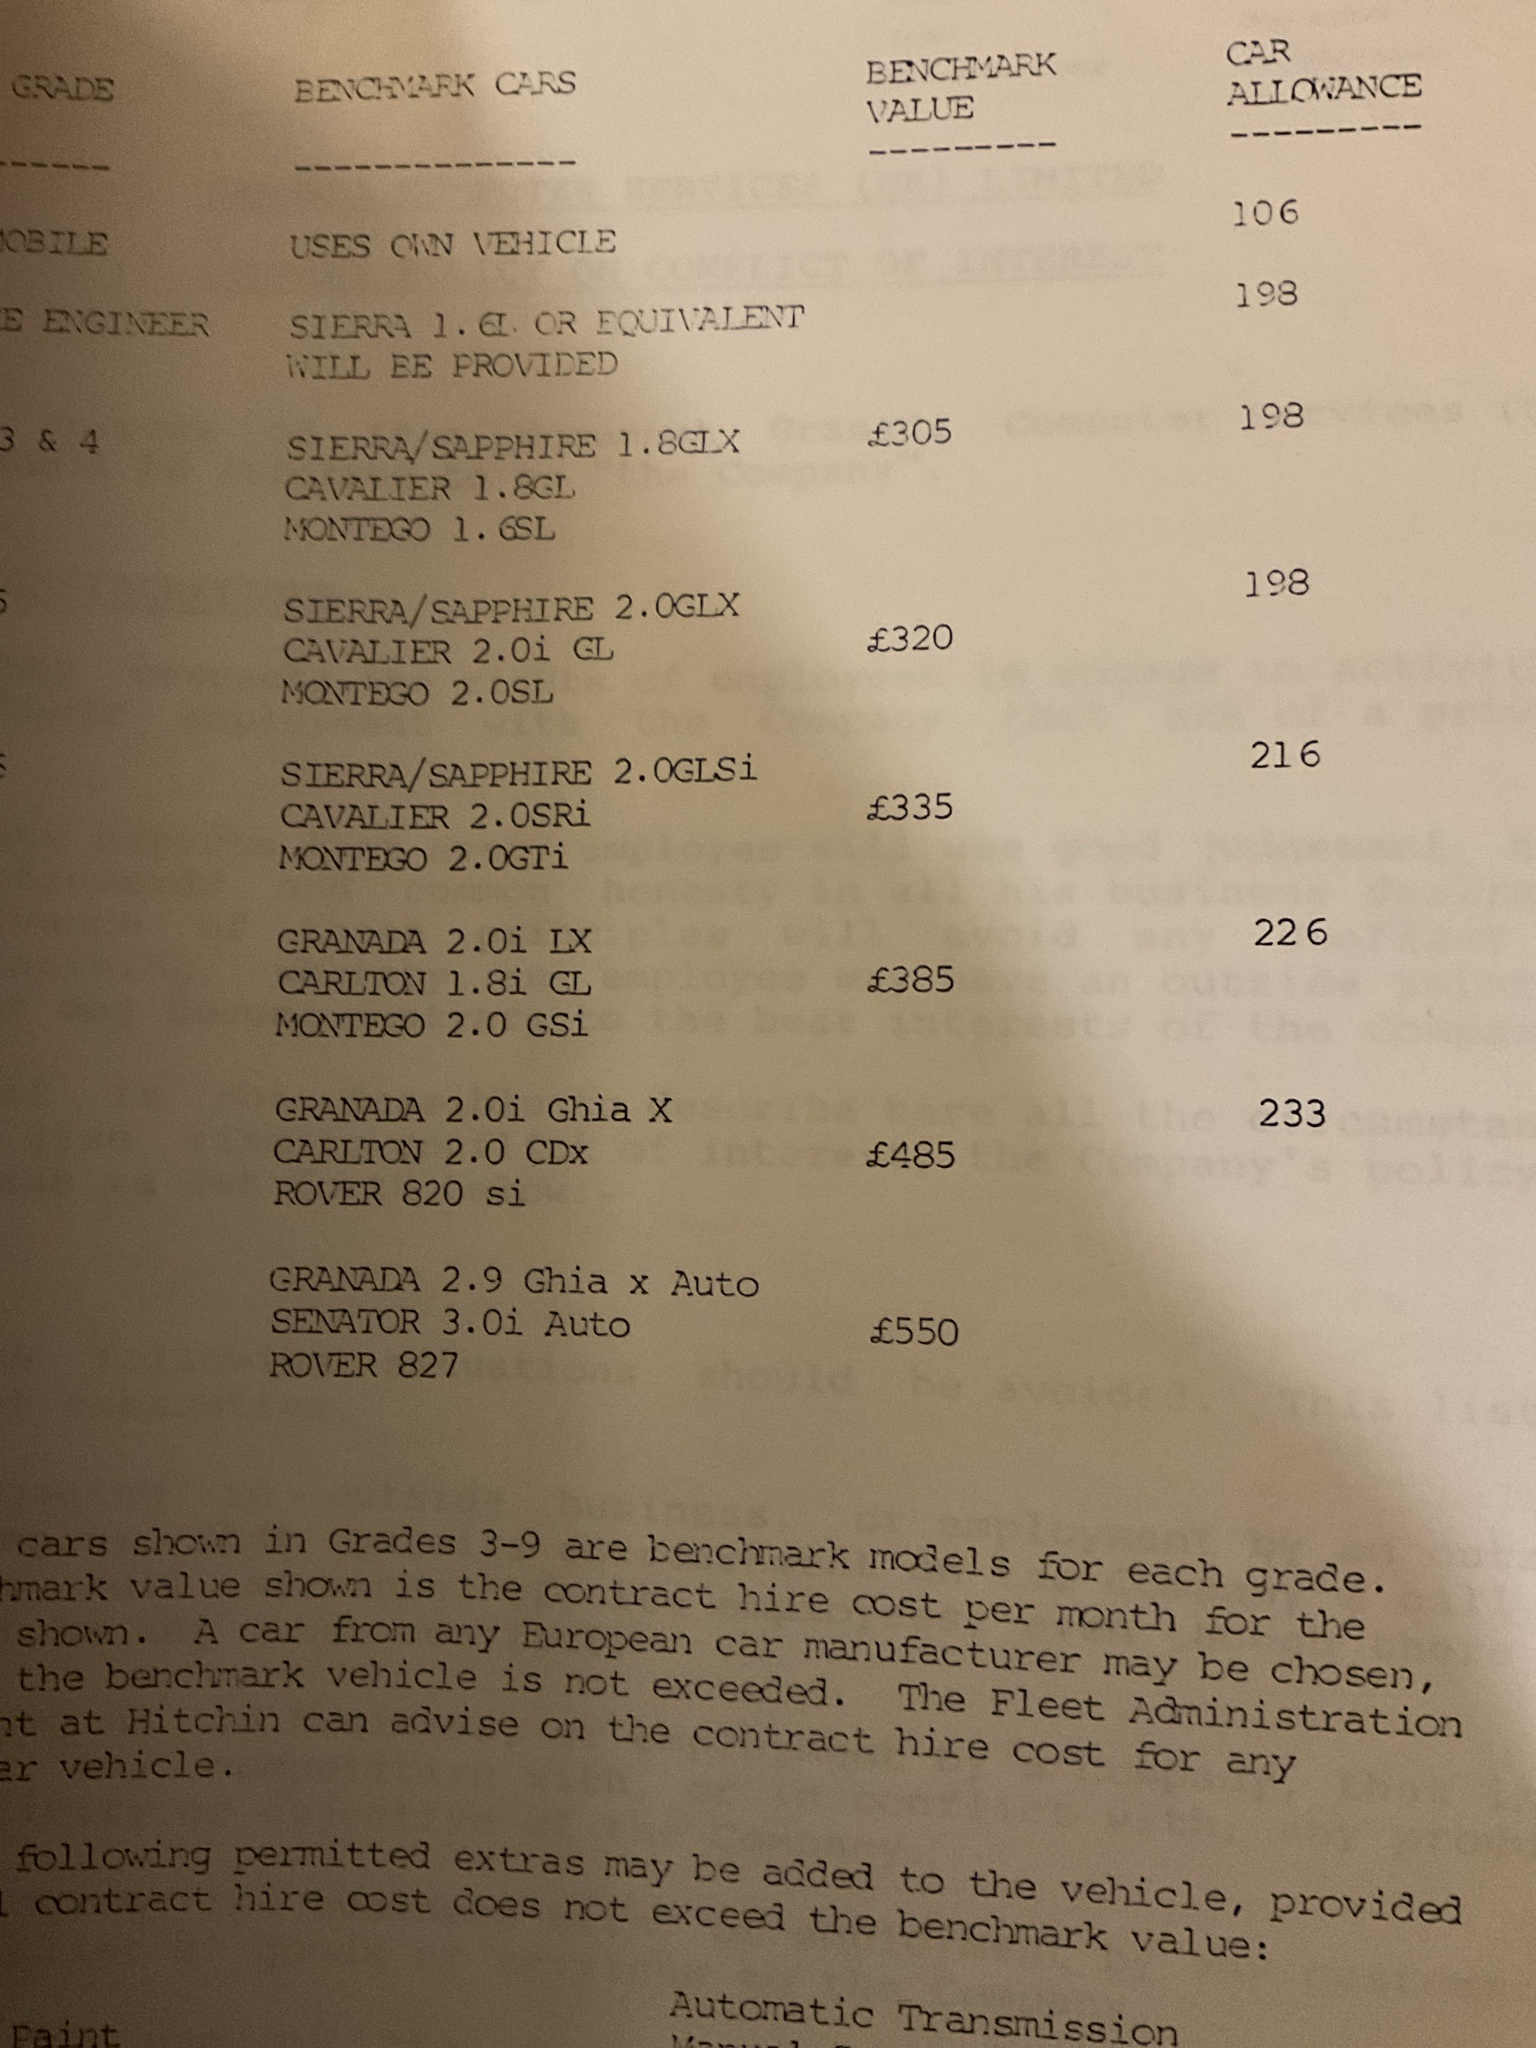 GRADE BENCHMARK CARS BENCHMARK VALUE CAR ALLOWANCE
------ -------------- --------- ---------
MOBILE USES OWN VEHICLE 106
E ENGINEER SIERRA 1.6L OR EQUIVALENT 198
WILL BE PROVIDED
3 & 4 SIERRA/SAPPHIRE 1.8GLX £305 198
CAVALIER 1.8GL
MONTEGO 1.6SL
5 SIERRA/SAPPHIRE 2.0GLX 198
CAVALIER 2.0i GL £320
MONTEGO 2.0SL
SIERRA/SAPPHIRE 2.0GLSi 216
CAVALIER 2.0SRi £335
MONTEGO 2.0GTi
GRANADA 2.0i LX 226
CARLTON 1.8i GL £385
MONTEGO 2.0 GSi
GRANADA 2.0i Ghia X 233
CARLTON 2.0 CDx £485
ROVER 820 si
GRANADA 2.9 Ghia x Auto
SENATOR 3.0i Auto £550
ROVER 827
cars shown in Grades 3-9 are benchmark models for each grade.
hmark value shown is the contract hire cost per month for the
shown. A car from any European car manufacturer may be chosen,
the benchmark vehicle is not exceeded. The Fleet Administration
nt at Hitchin can advise on the contract hire cost for any
ar vehicle.
following permitted extras may be added to the vehicle, provided
l contract hire cost does not exceed the benchmark value:
Paint Automatic Transmission